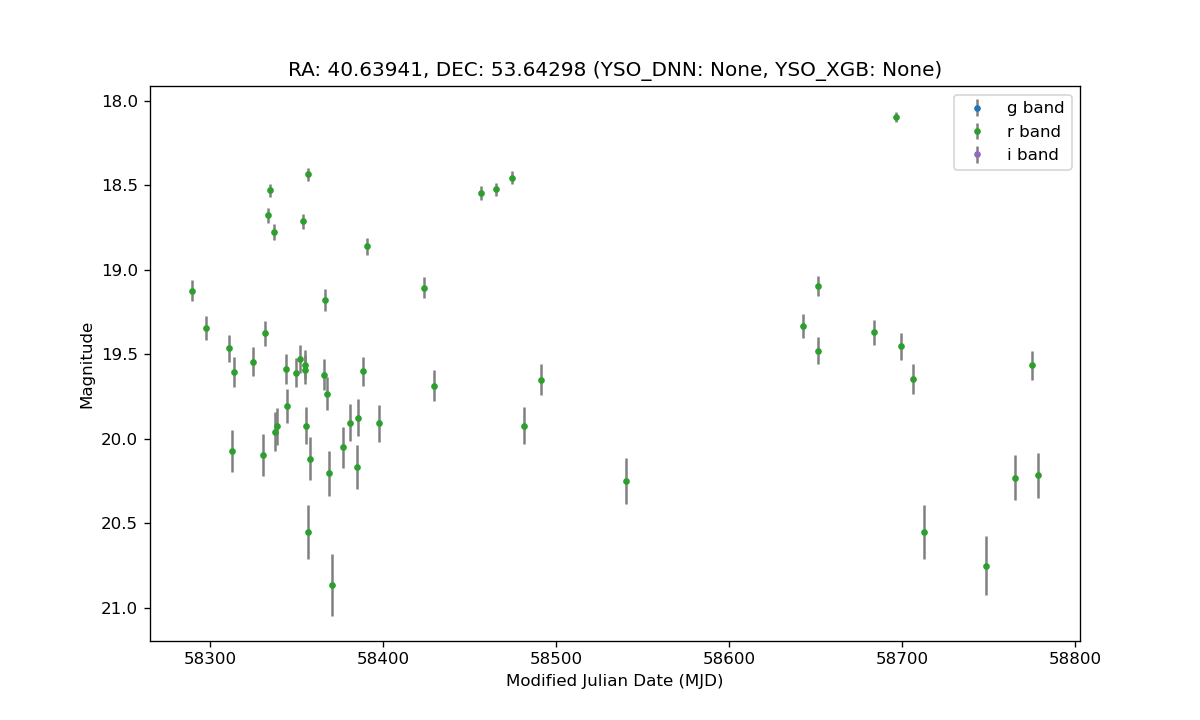 RA: 40.63941, DEC: 53.64298 (YSO_DNN: None, YSO_XGB: None)
g band
r band
i band
18.0
18.5
19.0
19.5
20.0
20.5
21.0
Magnitude
58300 58400 58500 58600 58700 58800
Modified Julian Date (MJD)